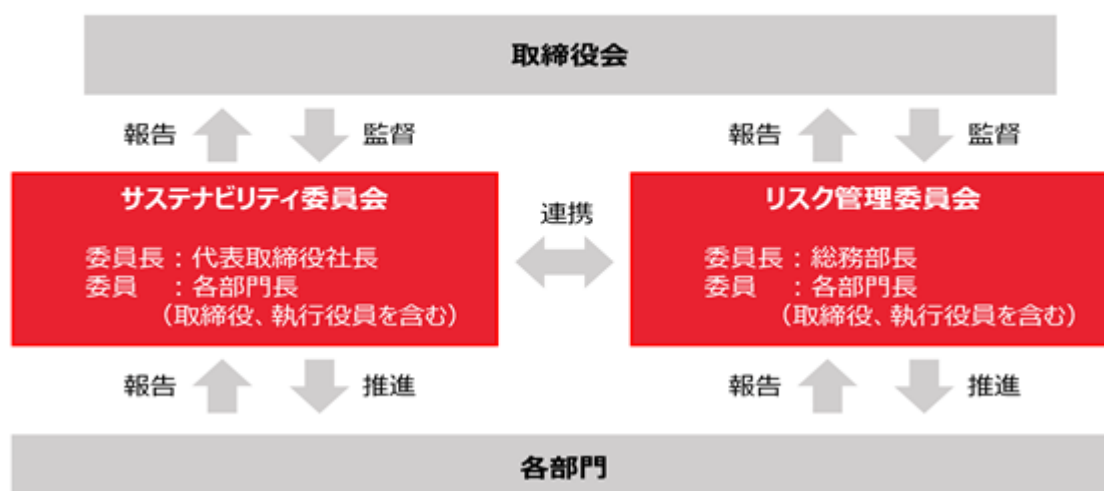 取締役会
報告 監督 報告 監督
サステナビリティ委員会
委員長：代表取締役社長
委員　：各部門長
（取締役、執行役員を含む）
連携
リスク管理委員会
委員長：総務部長
委員　：各部門長
（取締役、執行役員を含む）
報告 推進 報告 推進
各部門